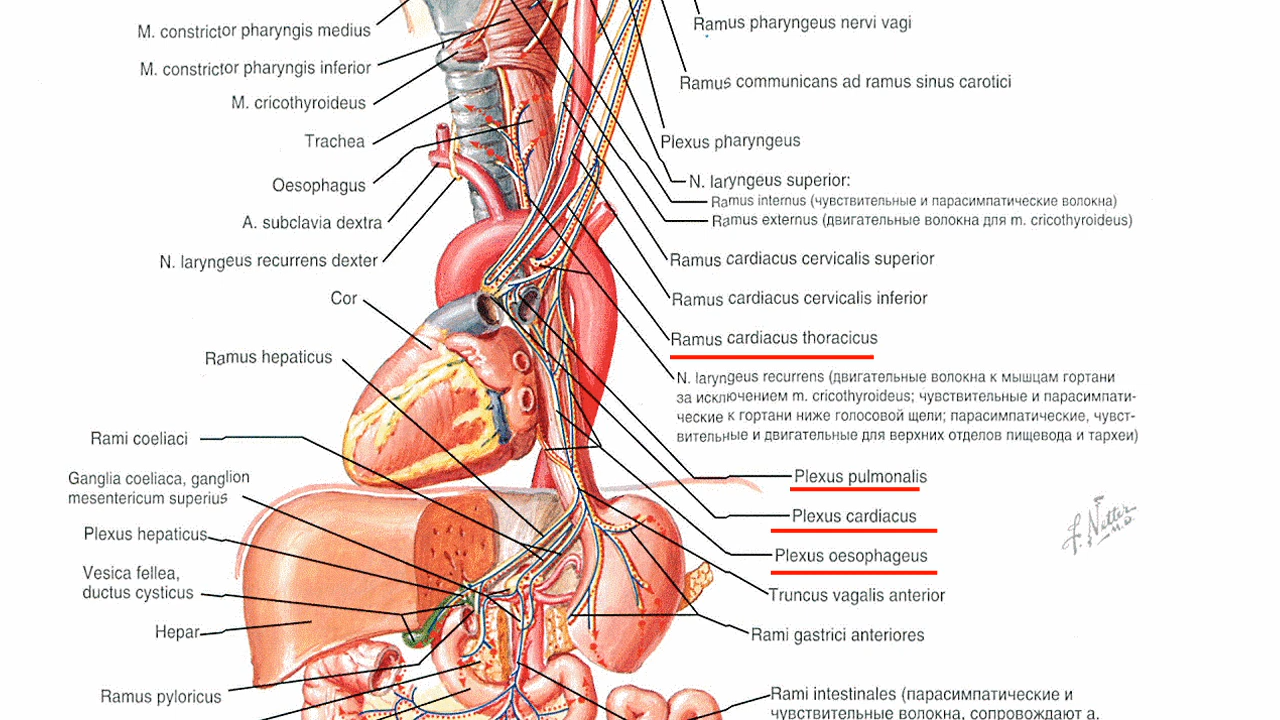 M. constrictor pharyngis medius
M. constrictor pharyngis inferior
M. cricothyroideus
Trachea
Oesophagus
A. subclavia dextra
N. laryngeus recurrens dexter
Cor
Ramus hepaticus
Rami coeliaci
Ganglia coeliaca, ganglion
mesentericum superius
Plexus hepaticus
Vesica fellea,
ductus cysticus
Hepar
Ramus pyloricus
Ramus pharyngeus nervi vagi
Ramus communicans ad ramus sinus carotici
Plexus pharyngeus
N. laryngeus superior:
Ramus internus (чувствительные и парасимпатические волокна)
Ramus externus (двигательные волокна для m. cricothyroideus)
Ramus cardiacus cervicalis superior
Ramus cardiacus cervicalis inferior
Ramus cardiacus thoracicus
N. laryngeus recurrens (двигательные волокна к мышцам гортани
за исключением m. cricothyroideus; чувствительные и парасимпати-
ческие к гортани ниже голосовой щели; парасимпатические, чувст-
вительные и двигательные для верхних отделов пищевода и тархеи)
Plexus pulmonalis
Plexus cardiacus
Plexus oesophageus
Truncus vagalis anterior
Rami gastrici anteriores
Rami intestinales (парасимпатические и
чувствительные волокна, сопровождают a.
F. Netter
M.D.